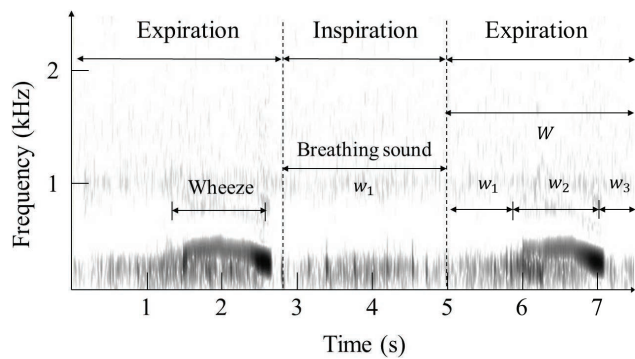 Expiration Inspiration Expiration
2
W
Breathing sound
1
Wheeze
w₁
w₁ w₂ w₃
1 2 3 4 5 6 7
Time (s)
Frequency (kHz)